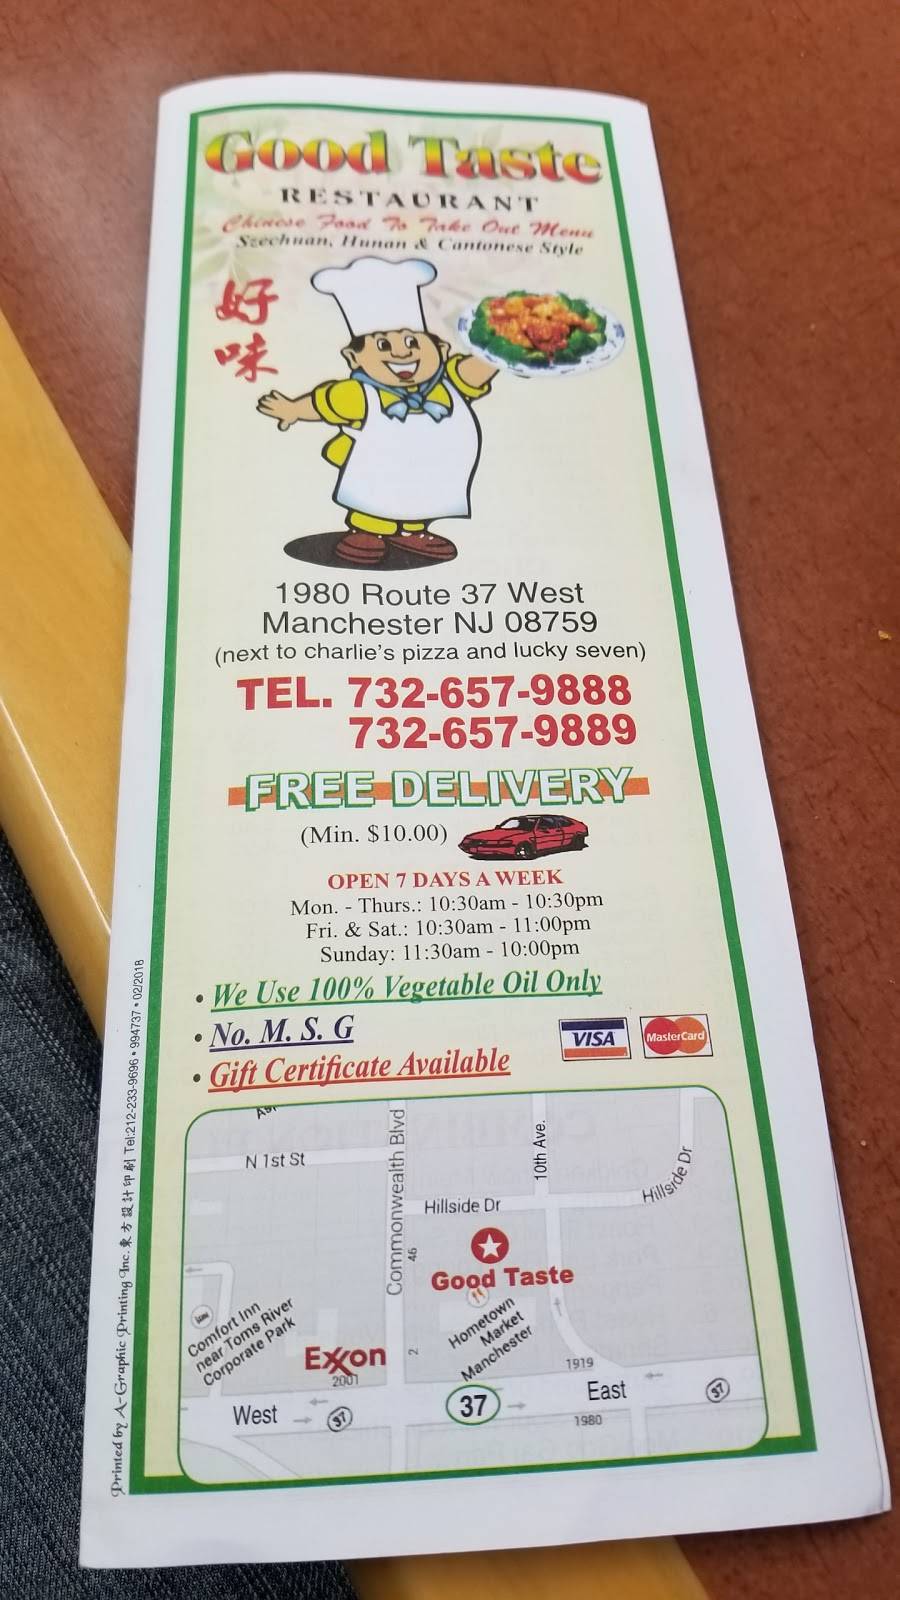 Good Taste
RESTAURANT
Chinese Food To Take Out Menu
Szechuan, Hunan & Cantonese Style
好
味
1980 Route 37 West
Manchester NJ 08759
(next to charlie's pizza and lucky seven)
TEL. 732-657-9888
732-657-9889
FREE DELIVERY
(Min. $10.00)
OPEN 7 DAYS A WEEK
Mon. - Thurs.: 10:30am - 10:30pm
Fri. & Sat.: 10:30am - 11:00pm
Sunday: 11:30am - 10:00pm
• We Use 100% Vegetable Oil Only
• No. M. S. G
• Gift Certificate Available
VISA
MasterCard
N 1st St
Commonwealth Blvd
10th Ave.
Hillside Dr
Hillside Dr
46
Good Taste
Comfort Inn
near Toms River
Corporate Park
Exxon
2001
2
Hometown
Market
Manchester
1919
West
37
37
East
1980
37
Printed by A-Graphic Printing Inc. 東方設計印刷 Tel:212-233-9696 • 994737 • 02/2018